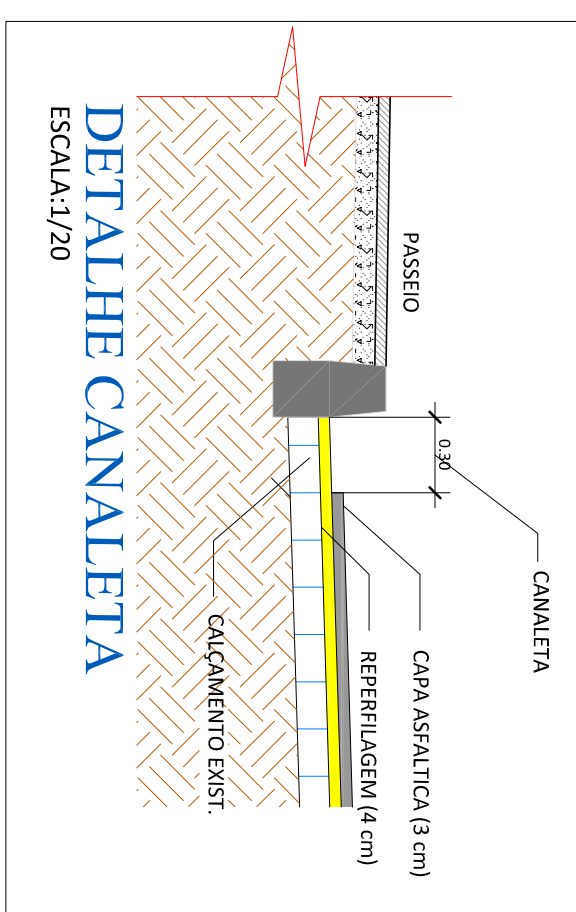 PASSEIO
0.30
CANALETA
CAPA ASFALTICA (3 cm)
REPERFILAGEM (4 cm)
CALÇAMENTO EXIST.
DETALHE CANALETA
ESCALA:1/20